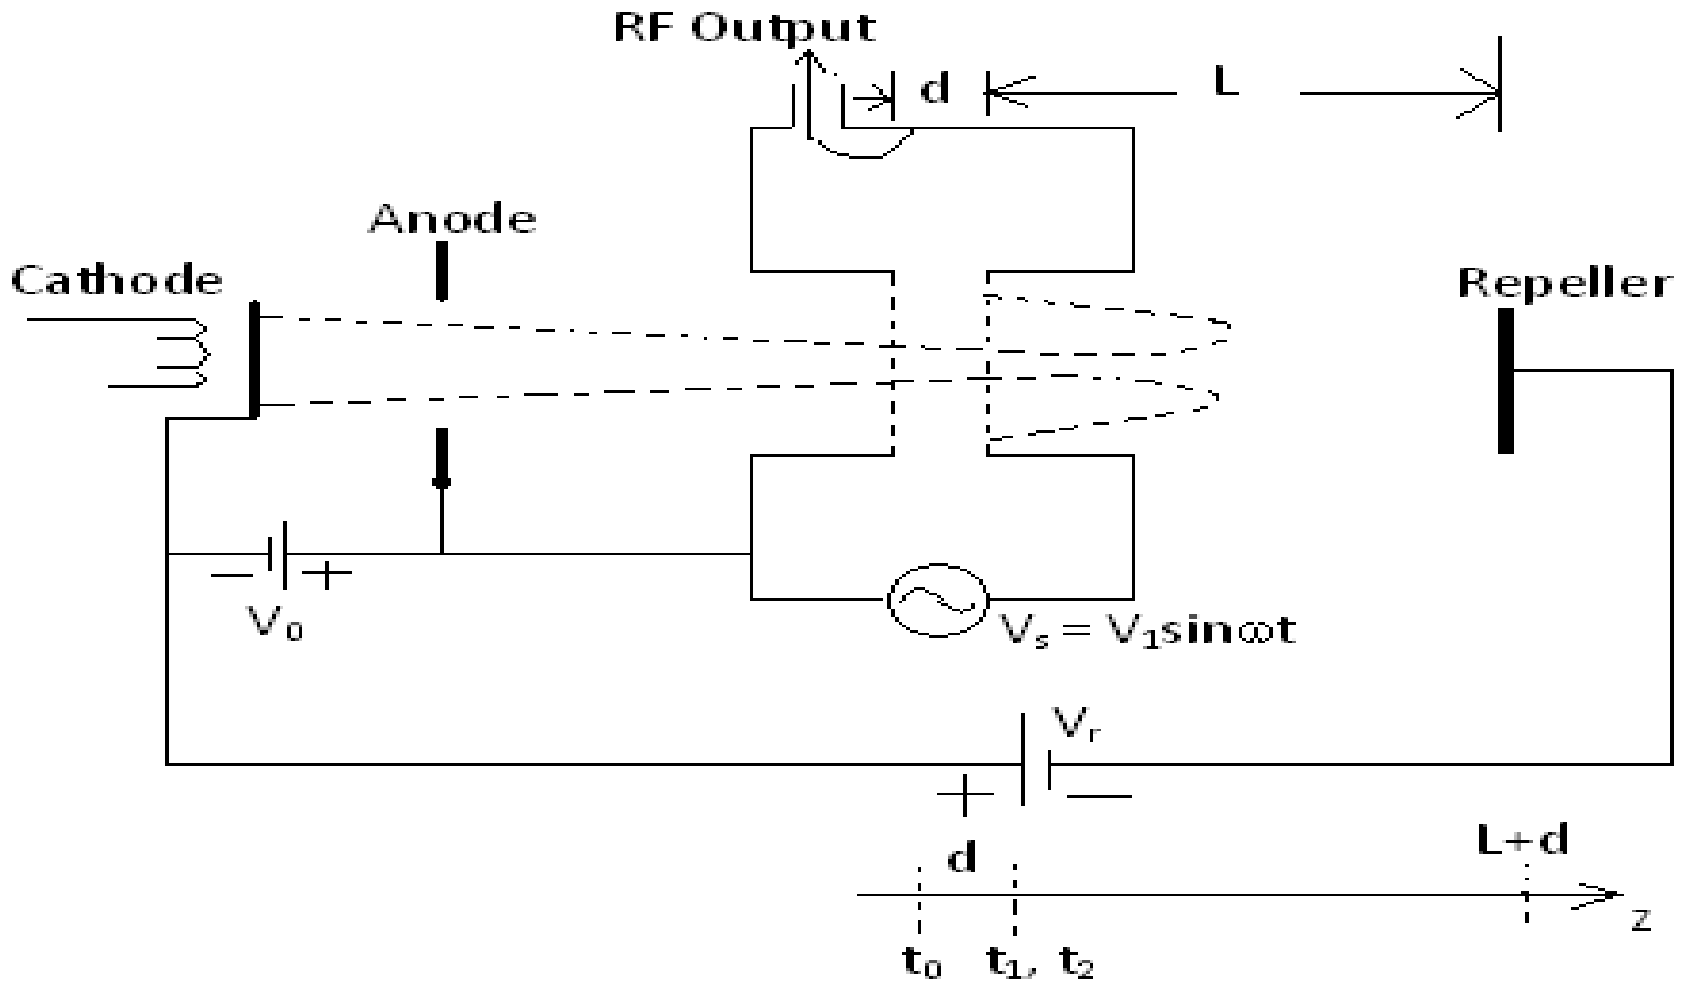 RF Output
d
L
Anode
Cathode
Repeller
V₀
Vₛ = V₁sinωt
Vᵣ
d
L+d
z
t₀ t₁, t₂